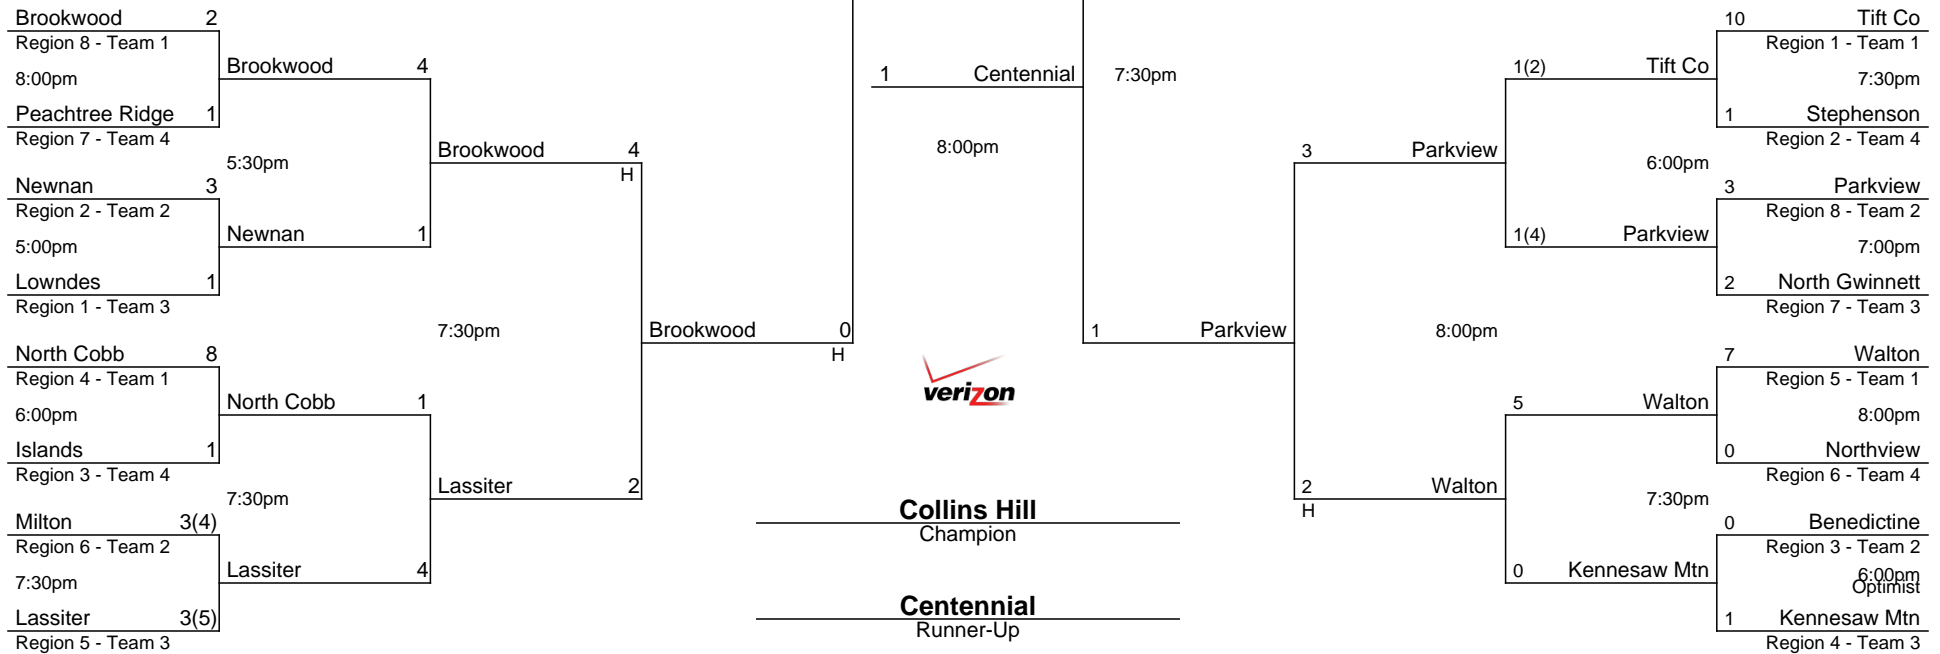 Brookwood 2
Region 8 - Team 1
8:00pm
Peachtree Ridge 1
Region 7 - Team 4
Newnan 3
Region 2 - Team 2
5:00pm
Lowndes 1
Region 1 - Team 3
North Cobb 8
Region 4 - Team 1
6:00pm
Islands 1
Region 3 - Team 4
Milton 3(4)
Region 6 - Team 2
7:30pm
Lassiter 3(5)
Region 5 - Team 3
Brookwood 4
5:30pm
Newnan 1
North Cobb 1
7:30pm
Lassiter 4
Brookwood 4
H
7:30pm
Lassiter 2
Brookwood 0
H
1 Centennial
8:00pm
verizon
Collins Hill
Champion
Centennial
Runner-Up
7:30pm
1 Parkview
3 Parkview
8:00pm
2 Walton
H
1(2) Tift Co
6:00pm
1(4) Parkview
5 Walton
7:30pm
0 Kennesaw Mtn
10 Tift Co
Region 1 - Team 1
7:30pm
1 Stephenson
Region 2 - Team 4
3 Parkview
Region 8 - Team 2
7:00pm
2 North Gwinnett
Region 7 - Team 3
7 Walton
Region 5 - Team 1
8:00pm
0 Northview
Region 6 - Team 4
0 Benedictine
Region 3 - Team 2
6:00pm
Optimist
1 Kennesaw Mtn
Region 4 - Team 3